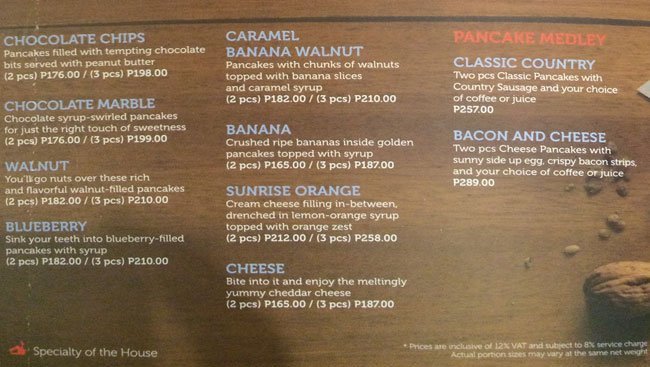 CHOCOLATE CHIPS
Pancakes filled with tempting chocolate
bits served with peanut butter
(2 pcs) P176.00 / (3 pcs) P198.00
CHOCOLATE MARBLE
Chocolate syrup-swirled pancakes
for just the right touch of sweetness
(2 pcs) P176.00 / (3 pcs) P199.00
WALNUT
You'll go nuts over these rich
and flavorful walnut-filled pancakes
(2 pcs) P182.00 / (3 pcs) P210.00
BLUEBERRY
Sink your teeth into blueberry-filled
pancakes with syrup
(2 pcs) P182.00 / (3 pcs) P210.00
Specialty of the House
CARAMEL
BANANA WALNUT
Pancakes with chunks of walnuts
topped with banana slices
and caramel syrup
(2 pcs) P182.00 / (3 pcs) P210.00
BANANA
Crushed ripe bananas inside golden
pancakes topped with syrup
(2 pcs) P165.00 / (3 pcs) P187.00
SUNRISE ORANGE
Cream cheese filling in-between,
drenched in lemon-orange syrup
topped with orange zest
(2 pcs) P212.00 / (3 pcs) P258.00
CHEESE
Bite into it and enjoy the meltingly
yummy cheddar cheese
(2 pcs) P165.00 / (3 pcs) P187.00
PANCAKE MEDLEY
CLASSIC COUNTRY
Two pcs Classic Pancakes with
Country Sausage and your choice
of coffee or juice
P257.00
BACON AND CHEESE
Two pcs Cheese Pancakes with
sunny side up egg, crispy bacon strips,
and your choice of coffee or juice
P289.00
* Prices are inclusive of 12% VAT and subject to 8% service charge
Actual portion sizes may vary at the same net weight